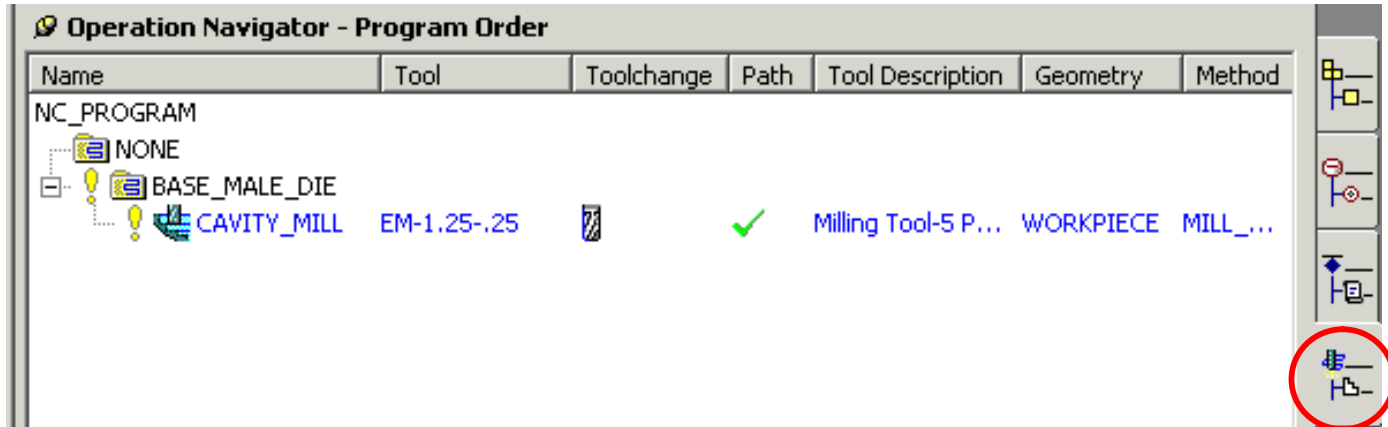 Operation Navigator - Program Order
Name Tool Toolchange Path Tool Description Geometry Method
NC_PROGRAM
NONE
BASE_MALE_DIE
CAVITY_MILL EM-1.25-.25 Milling Tool-5 P... WORKPIECE MILL_...